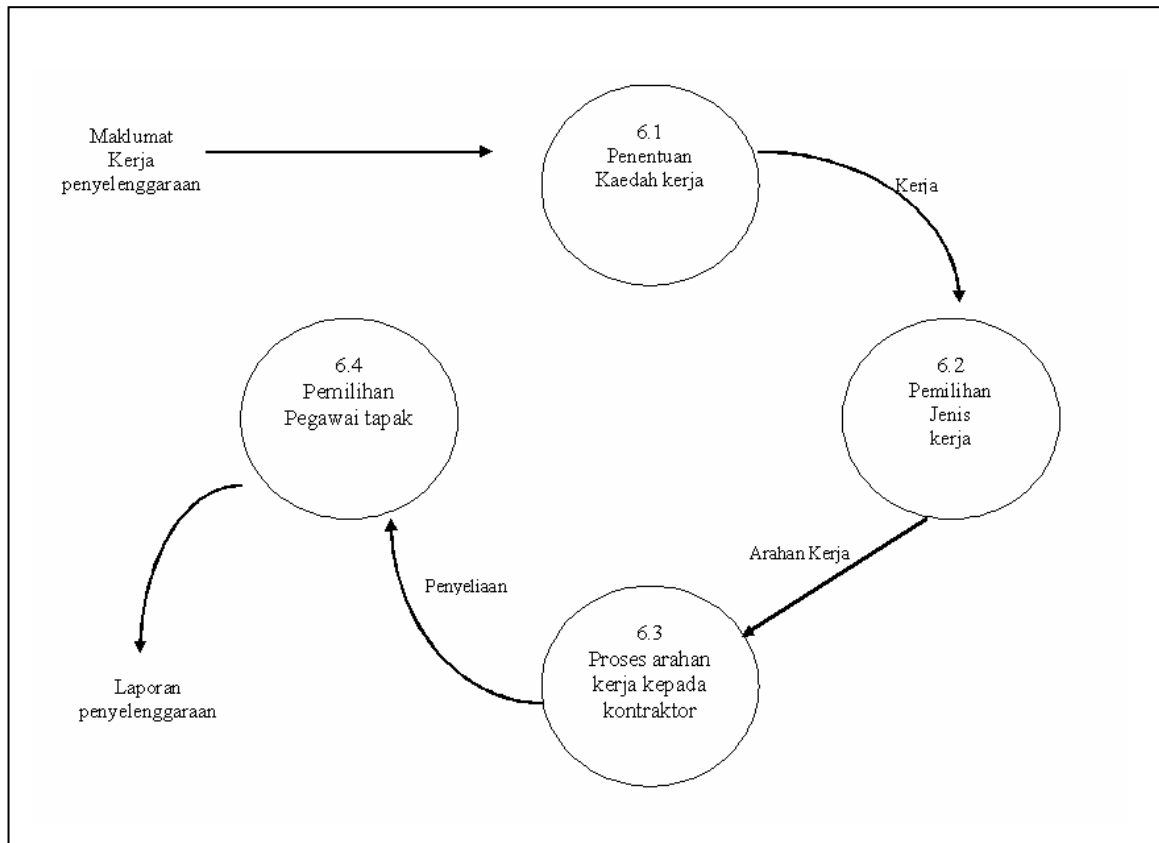 Maklumat
Kerja
penyelenggaraan
6.1
Penentuan
Kaedah kerja
Kerja
6.2
Pemilihan
Jenis
kerja
Arahan Kerja
6.3
Proses arahan
kerja kepada
kontraktor
Penyeliaan
6.4
Pemilihan
Pegawai tapak
Laporan
penyelenggaraan